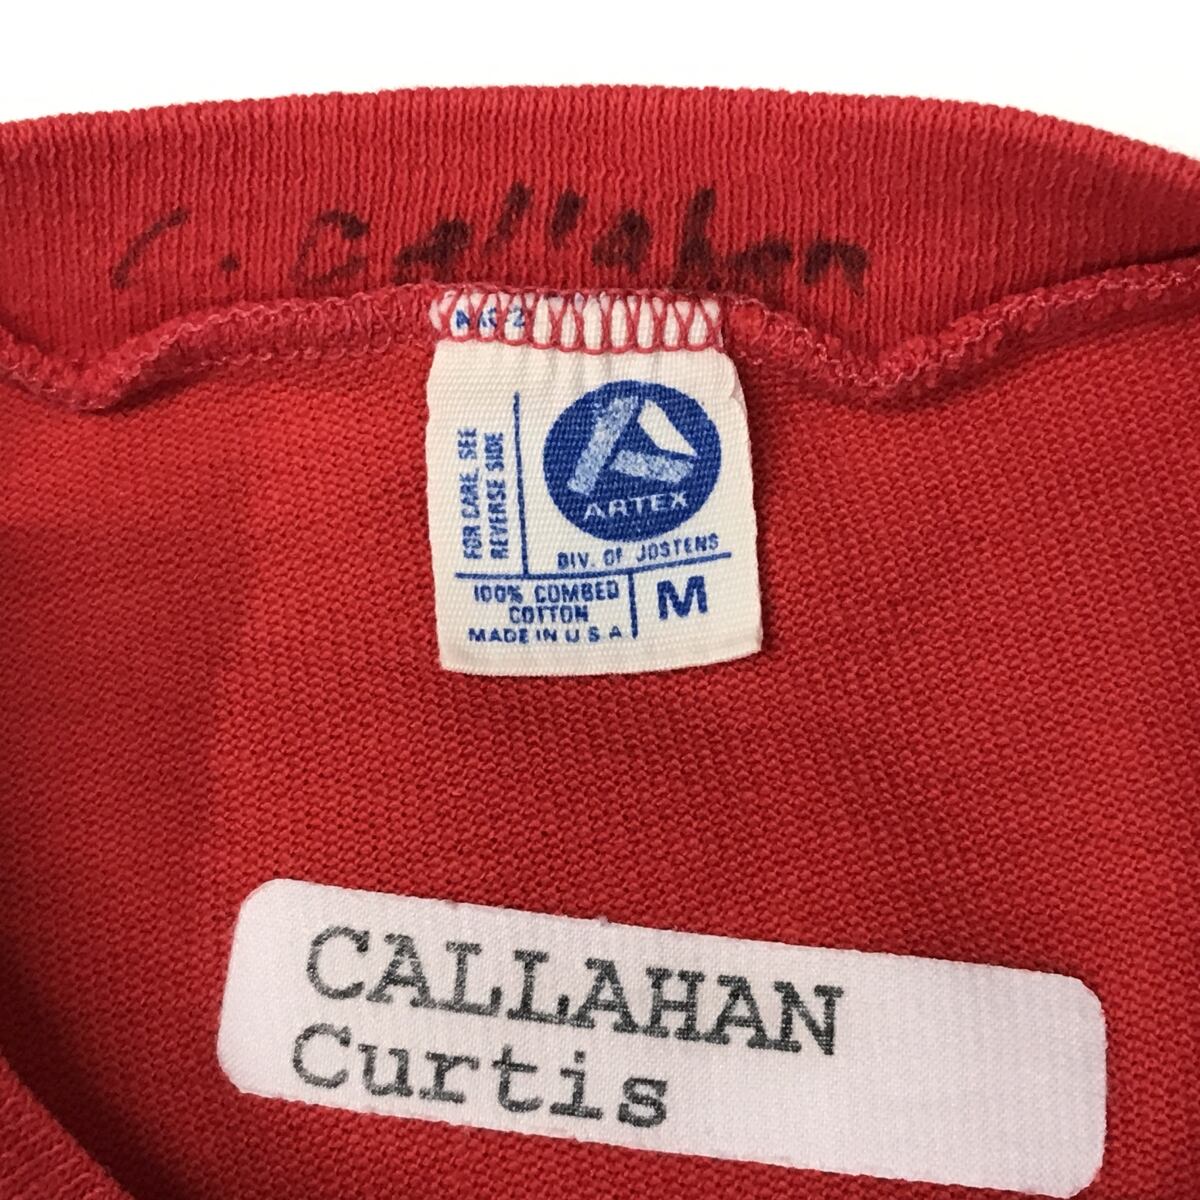 C. Callahan
FOR CARE SEE
REVERSE SIDE
ARTEX
DIV. OF JOSTENS
100% COMBED
COTTON
MADE IN U S A
M
CALLAHAN
Curtis